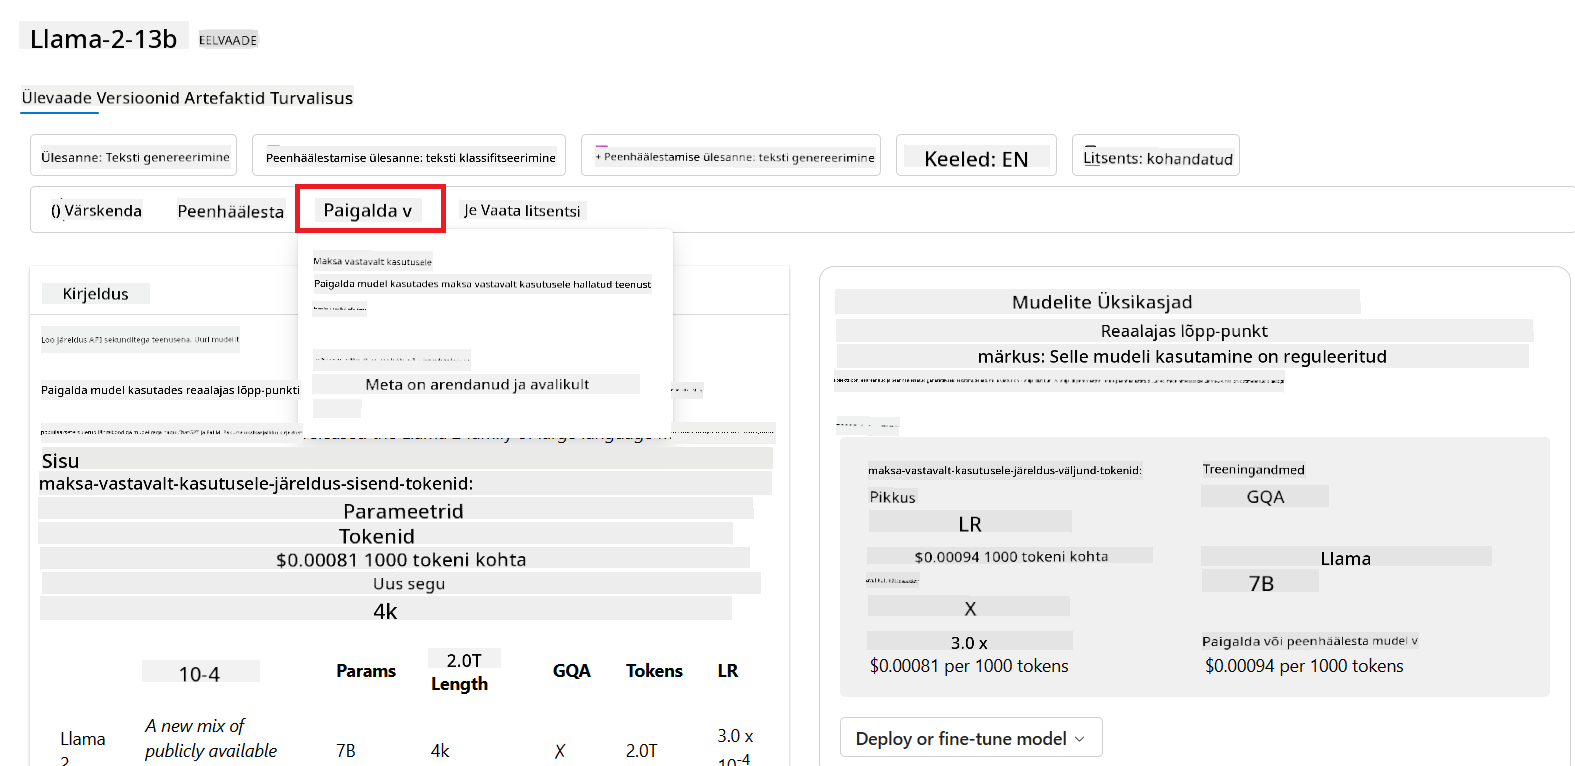 Llama-2-13b EELVAADE
Ülevaade Versioonid Artefaktid Turvalisus
Ülesanne: Teksti genereerimine
Peenhäälestamise ülesanne: teksti klassifitseerimine
+ Peenhäälestamise ülesanne: teksti genereerimine
Keeled: EN
Litsents: kohandatud
() Värskenda
Peenhäälesta
Paigalda v
Je Vaata litsentsi
Maksa vastavalt kasutusele
Paigalda mudel kasutades maksa vastavalt kasutusele hallatud teenust
Meta on arendanud ja avalikult
Kirjeldus
Loo järeldus API sekunditega teenusena. Uuri mudelit
Paigalda mudel kasutades reaalajas lõpp-punkti
Sisu
maksa-vastavalt-kasutusele-järeldus-sisend-tokenid:
Parameetrid
Tokenid
$0.00081 1000 tokeni kohta
Uus segu
4k
10-4
Params
2.0T
Length
GQA
Tokens
LR
Llama
2
A new mix of
publicly available
7B
4k
X
2.0T
3.0 x
10-4
Mudelite Üksikasjad
Reaalajas lõpp-punkt
märkus: Selle mudeli kasutamine on reguleeritud
maksa-vastavalt-kasutusele-järeldus-väljund-tokenid:
Treeningandmed
Pikkus
GQA
LR
$0.00094 1000 tokeni kohta
Llama
7B
X
3.0 x
Paigalda või peenhäälesta mudel v
$0.00081 per 1000 tokens
$0.00094 per 1000 tokens
Deploy or fine-tune model